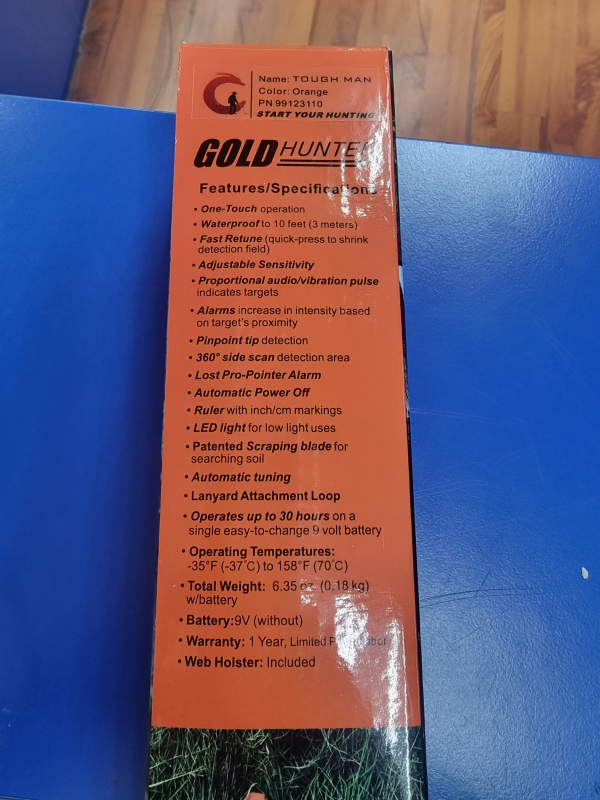 Name: TOUGH MAN
Color: Orange
PN 99123110
START YOUR HUNTING
GOLD HUNTER
Features/Specifications
• One-Touch operation
• Waterproof to 10 feet (3 meters)
• Fast Retune (quick-press to shrink
detection field)
• Adjustable Sensitivity
• Proportional audio/vibration pulse
indicates targets
• Alarms increase in intensity based
on target's proximity
• Pinpoint tip detection
• 360° side scan detection area
• Lost Pro-Pointer Alarm
• Automatic Power Off
• Ruler with inch/cm markings
• LED light for low light uses
• Patented Scraping blade for
searching soil
• Automatic tuning
• Lanyard Attachment Loop
• Operates up to 30 hours on a
single easy-to-change 9 volt battery
• Operating Temperatures:
-35°F (-37°C) to 158°F (70°C)
• Total Weight: 6.35 oz. (0.18 kg)
w/battery
• Battery:9V (without)
• Warranty: 1 Year, Limited
• Web Holster: Included